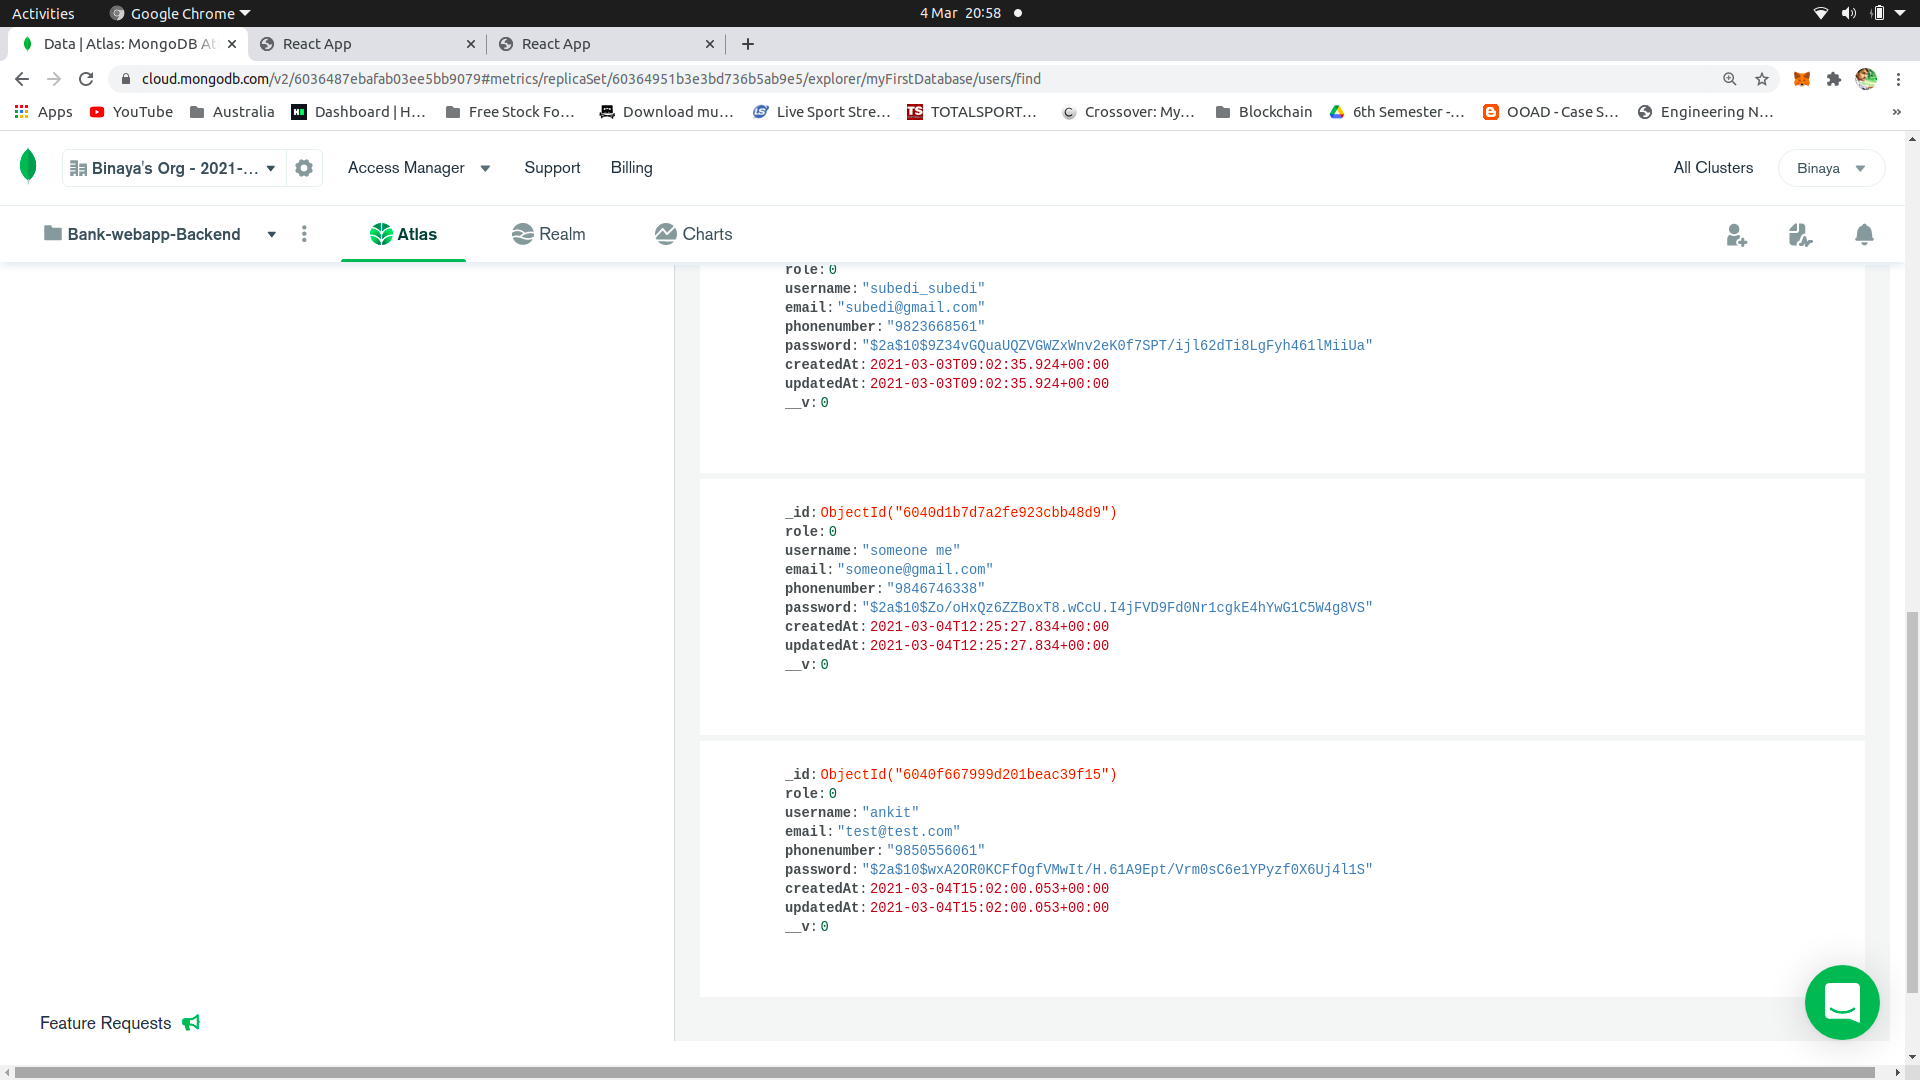 Activities
Google Chrome
4 Mar 20:58
Data | Atlas: MongoDB At
React App
React App
cloud.mongodb.com/v2/6036487ebafab03ee5bb9079#metrics/replicaSet/60364951b3e3bd736b5ab9e5/explorer/myFirstDatabase/users/find
Apps
YouTube
Australia
Dashboard | H...
Free Stock Fo...
Download mu...
Live Sport Stre...
TOTALSPORT...
Crossover: My...
Blockchain
6th Semester -...
OOAD - Case S...
Engineering N...
»
Binaya's Org - 2021-...
Access Manager
Support
Billing
All Clusters
Binaya
Bank-webapp-Backend
Atlas
Realm
Charts
role: 0
username: "subedi_subedi"
email: "subedi@gmail.com"
phonenumber: "9823668561"
password: "$2a$10$9Z34vGQuaUQZVGWZxWnv2eK0f7SPT/ijl62dTi8LgFyh461lMiiUa"
createdAt: 2021-03-03T09:02:35.924+00:00
updatedAt: 2021-03-03T09:02:35.924+00:00
__v: 0
_id: ObjectId("6040d1b7d7a2fe923cbb48d9")
role: 0
username: "someone me"
email: "someone@gmail.com"
phonenumber: "9846746338"
password: "$2a$10$Zo/oHxQz6ZZBoxT8.wCcU.I4jFVD9Fd0Nr1cgkE4hYwG1C5W4g8VS"
createdAt: 2021-03-04T12:25:27.834+00:00
updatedAt: 2021-03-04T12:25:27.834+00:00
__v: 0
_id: ObjectId("6040f667999d201beac39f15")
role: 0
username: "ankit"
email: "test@test.com"
phonenumber: "9850556061"
password: "$2a$10$wxA2OR0KCFfOgfVMwIt/H.61A9Ept/Vrm0sC6e1YPyzf0X6Uj4l1S"
createdAt: 2021-03-04T15:02:00.053+00:00
updatedAt: 2021-03-04T15:02:00.053+00:00
__v: 0
Feature Requests